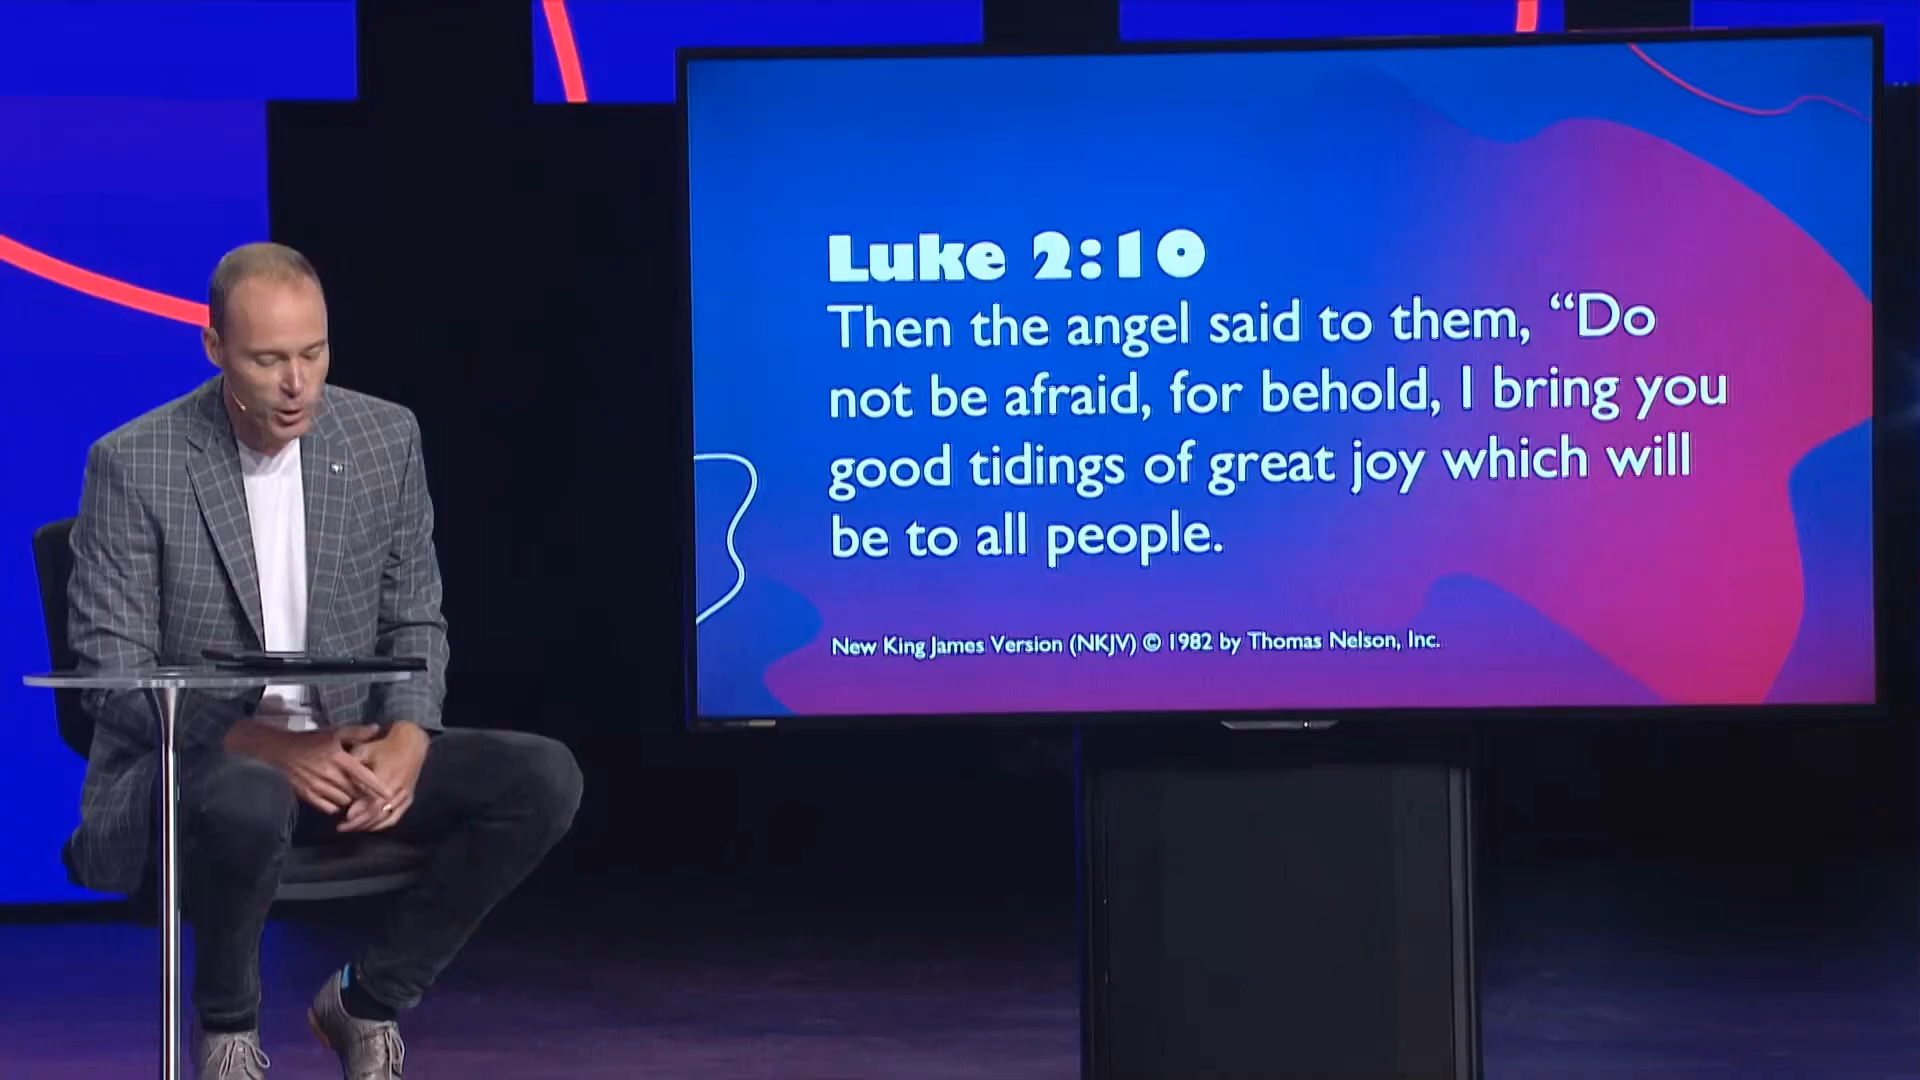 Luke 2:10
Then the angel said to them, “Do
not be afraid, for behold, I bring you
good tidings of great joy which will
be to all people.
New King James Version (NKJV) © 1982 by Thomas Nelson, Inc.